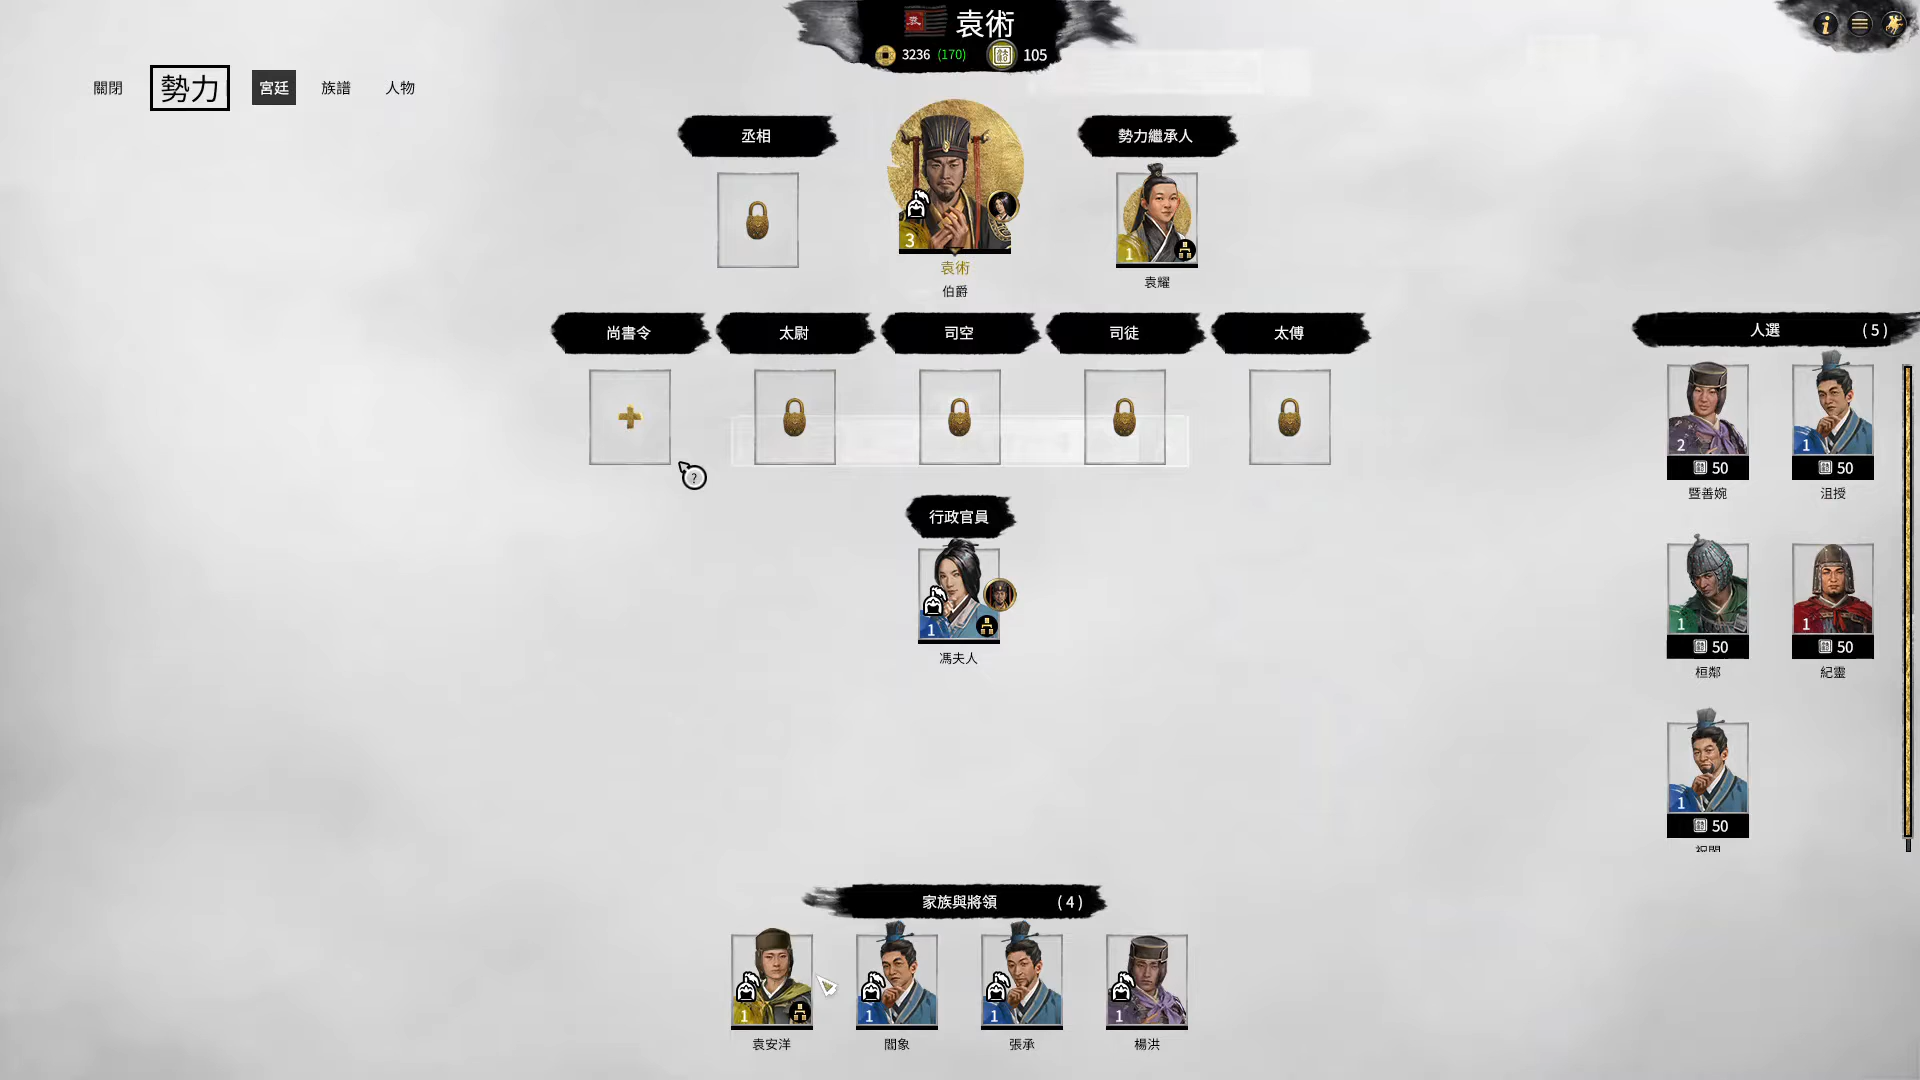 袁術
3236 (170) 105
關閉 勢力 宮廷 族譜 人物
丞相
勢力繼承人
3
1
袁術
伯爵
袁耀
尚書令 太尉 司空 司徒 太傅
人選 (5)
2 50 暨善婉
1 50 沮授
行政官員
1
馮夫人
1 50 桓鄰
1 50 紀靈
1 50
家族與將領 (4)
1 1 1 1
袁安洋 閻象 張承 楊洪